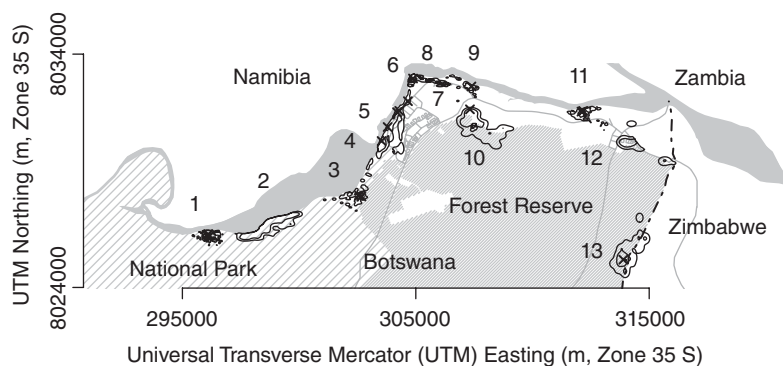 8034000
8024000
UTM Northing (m, Zone 35 S)
Namibia
6 8 9
11
Zambia
5
7
4
10
12
3
2
1
Forest Reserve
Zimbabwe
National Park
Botswana
13
295000 305000 315000
Universal Transverse Mercator (UTM) Easting (m, Zone 35 S)